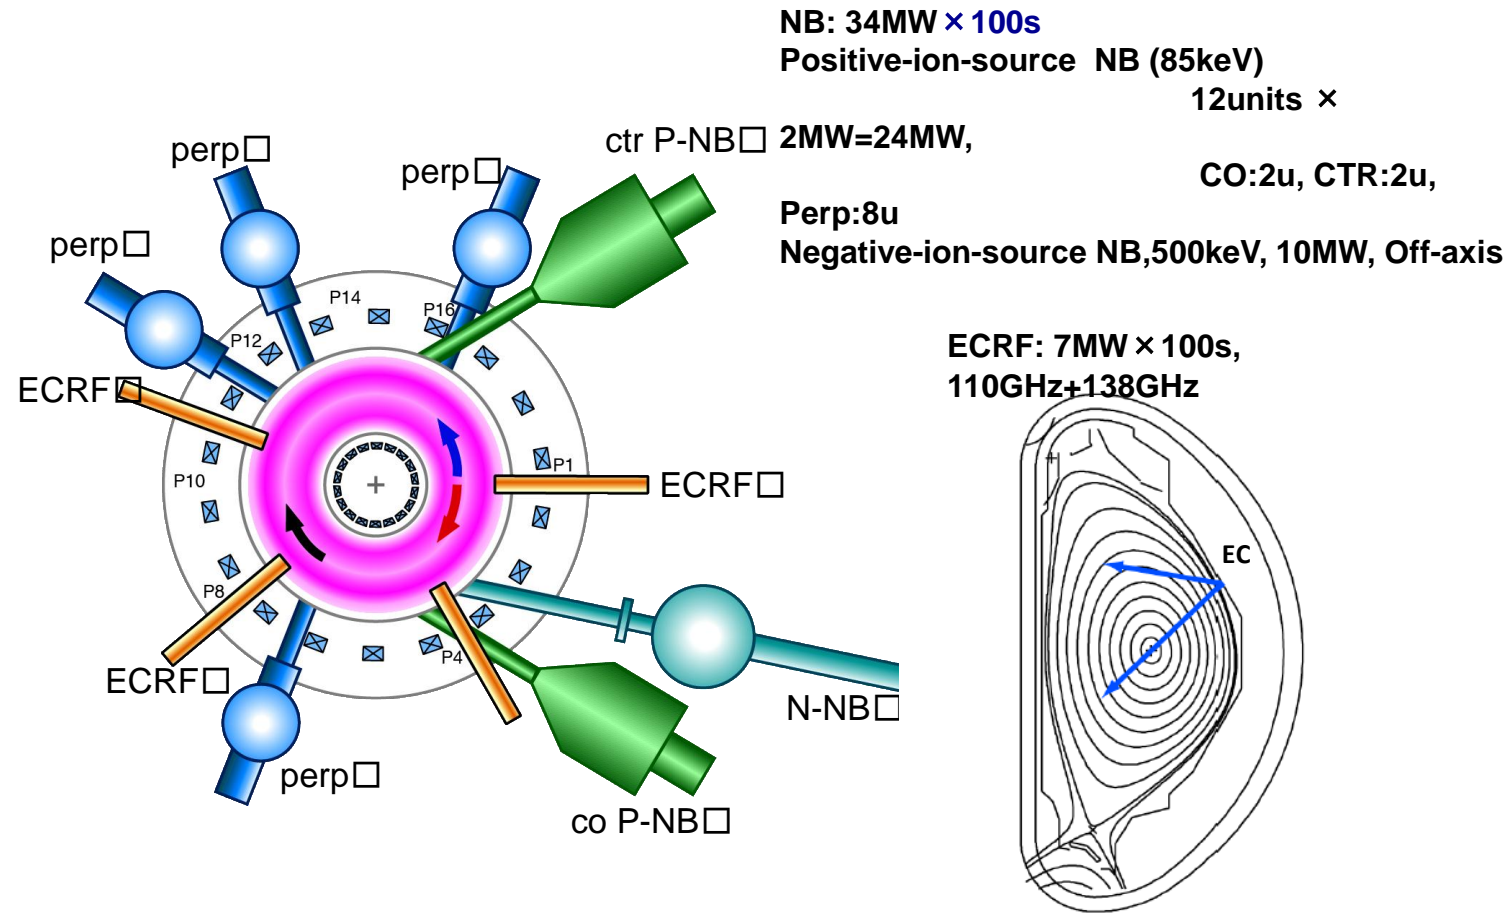 NB: 34MW × 100s
Positive-ion-source NB (85keV)
12units ×
2MW=24MW,
CO:2u, CTR:2u,
Perp:8u
Negative-ion-source NB,500keV, 10MW, Off-axis
ECRF: 7MW × 100s,
110GHz+138GHz
EC
ctr P-NB□
perp□
perp□
perp□
P14
P16
P12
ECRF□
P10
P1
ECRF□
P8
P4
ECRF□
N-NB□
perp□
co P-NB□